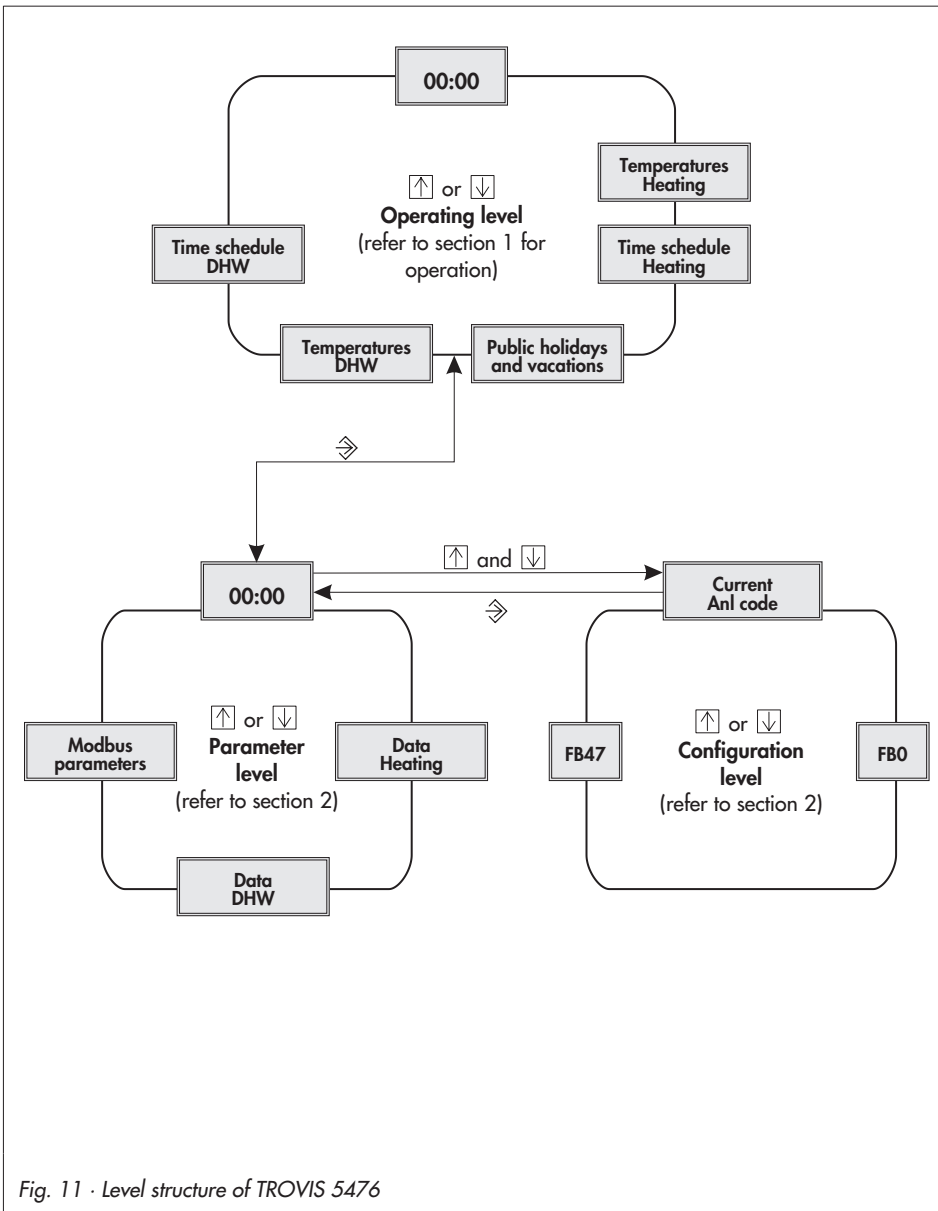 00:00
Temperatures
Heating
↑ or ↓
Operating level
(refer to section 1 for
operation)
Time schedule
DHW
Time schedule
Heating
Temperatures
DHW
Public holidays
and vacations
↑ and ↓
00:00
Current
Anl code
↑ or ↓
Parameter
level
(refer to section 2)
Modbus
parameters
Data
Heating
Data
DHW
↑ or ↓
Configuration
level
(refer to section 2)
FB47
FB0
Fig. 11 · Level structure of TROVIS 5476